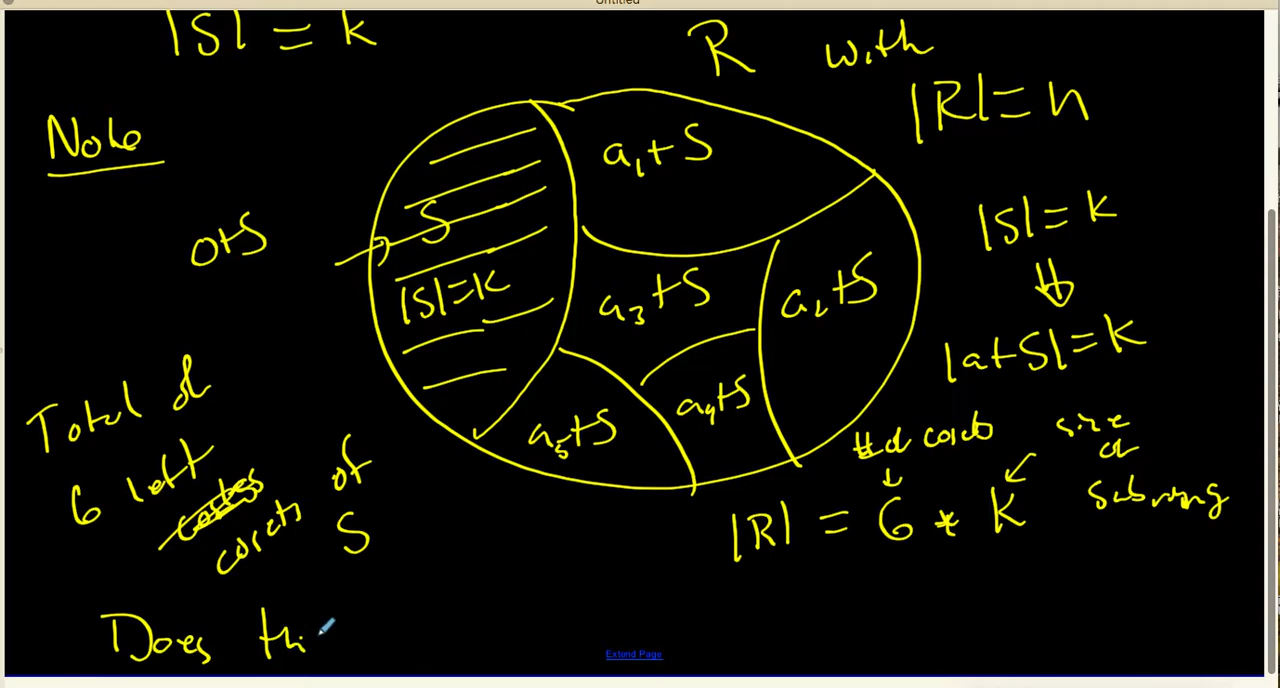 Untitled
|S| = k
R with
|R| = n
Note
a₁+S
0+S
S
|S|=K
a₃+S
a₂+S
|S| = k
⇓
|a+S| = k
Total of
6 left
cosets of
S
a₅+S
a₄+S
# of cosets
size
of
subring
|R| = 6 * K
Does thi
Extend Page